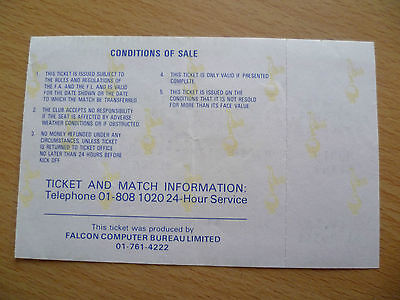 CONDITIONS OF SALE
1. THIS TICKET IS ISSUED SUBJECT TO
THE RULES AND REGULATIONS OF
THE F.A. AND THE F.L. AND IS VALID
FOR THE DATE SHOWN OR THE DATE
TO WHICH THE MATCH BE TRANSFERRED
2. THE CLUB ACCEPTS NO RESPONSIBILITY
IF THE SEAT IS AFFECTED BY ADVERSE
WEATHER CONDITIONS OR IF OBSTRUCTED.
3. NO MONEY REFUNDED UNDER ANY
CIRCUMSTANCES, UNLESS TICKET
IS RETURNED TO TICKET OFFICE
NO LATER THAN 24 HOURS BEFORE
KICK OFF
4. THIS TICKET IS ONLY VALID IF PRESENTED
COMPLETE.
5. THIS TICKET IS ISSUED ON THE
CONDITIONS THAT IT IS NOT RESOLD
FOR MORE THAN ITS FACE VALUE.
TICKET AND MATCH INFORMATION:
Telephone 01-808 1020 24-Hour Service
This ticket was produced by
FALCON COMPUTER BUREAU LIMITED
01-761-4222